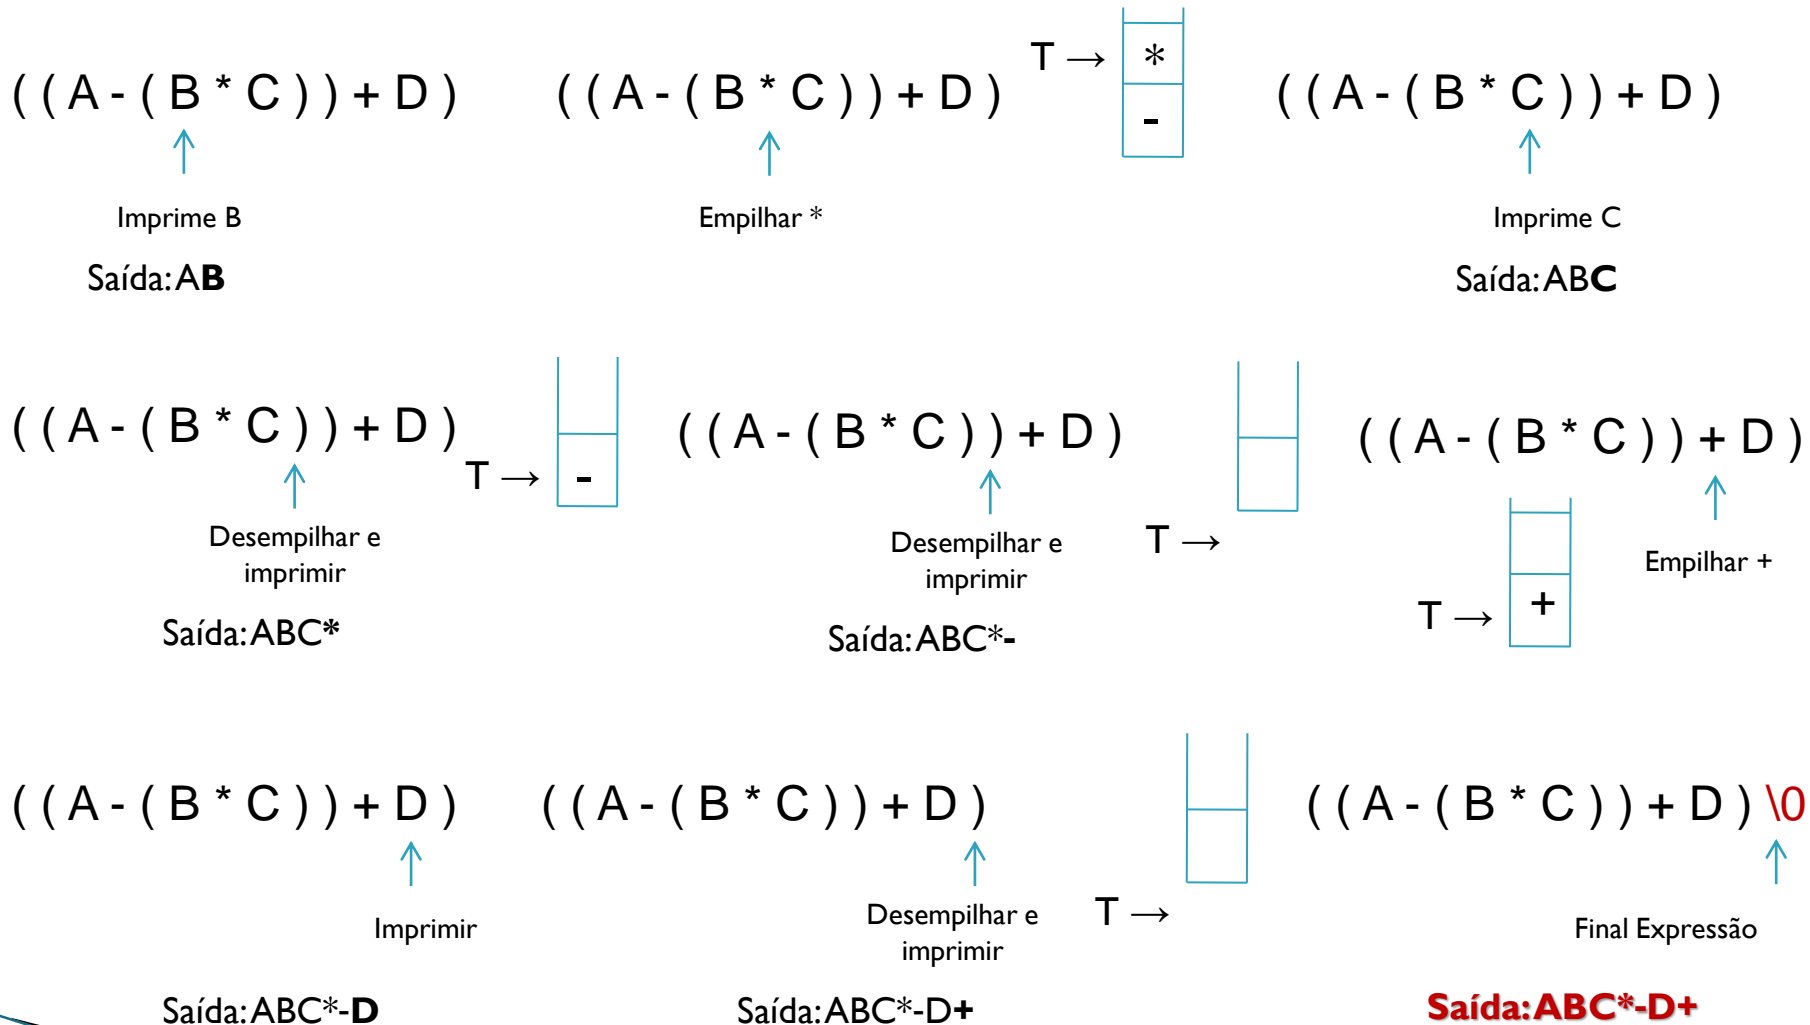 ( ( A - ( B * C ) ) + D )
Imprime B
Saída: AB
( ( A - ( B * C ) ) + D )
Empilhar *
T →
*
-
( ( A - ( B * C ) ) + D )
Imprime C
Saída: ABC
( ( A - ( B * C ) ) + D )
Desempilhar e
imprimir
Saída: ABC*
T →
-
( ( A - ( B * C ) ) + D )
Desempilhar e
imprimir
Saída: ABC*-
T →
( ( A - ( B * C ) ) + D )
Empilhar +
T →
+
( ( A - ( B * C ) ) + D )
Imprimir
Saída: ABC*-D
( ( A - ( B * C ) ) + D )
Desempilhar e
imprimir
Saída: ABC*-D+
T →
( ( A - ( B * C ) ) + D ) \0
Final Expressão
Saída: ABC*-D+